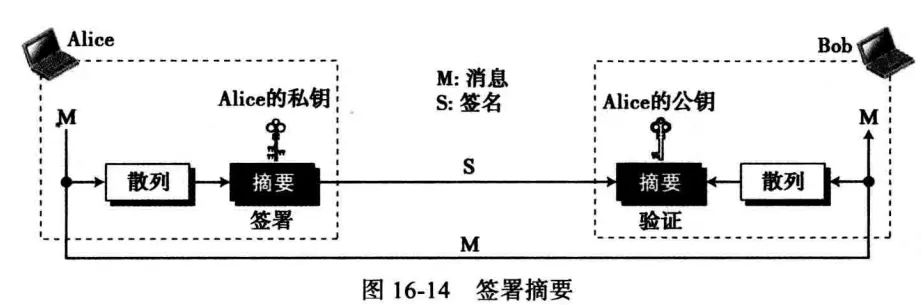 Alice
Bob
M: 消息
S: 签名
Alice的私钥
Alice的公钥
M
M
散列
摘要
S
摘要
散列
签署
验证
M
图 16-14 签署摘要